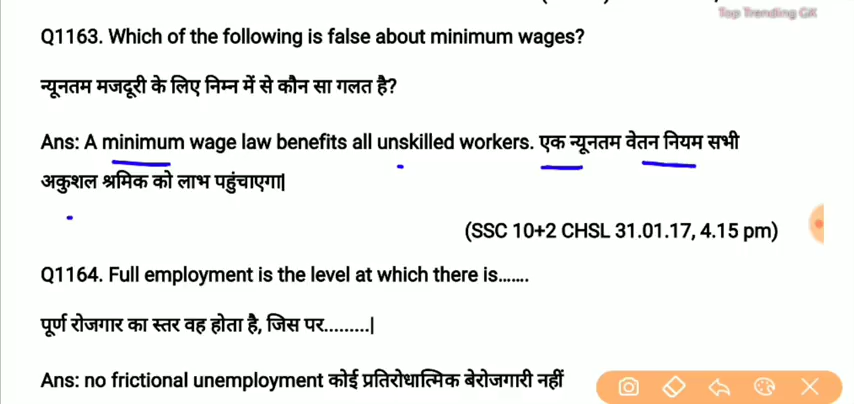 Top Trending GK
Q1163. Which of the following is false about minimum wages?
न्यूनतम मजदूरी के लिए निम्न में से कौन सा गलत है?
Ans: A minimum wage law benefits all unskilled workers. एक न्यूनतम वेतन नियम सभी
अकुशल श्रमिक को लाभ पहुंचाएगा|
(SSC 10+2 CHSL 31.01.17, 4.15 pm)
Q1164. Full employment is the level at which there is.......
पूर्ण रोजगार का स्तर वह होता है, जिस पर.........|
Ans: no frictional unemployment कोई प्रतिरोधात्मिक बेरोजगारी नहीं